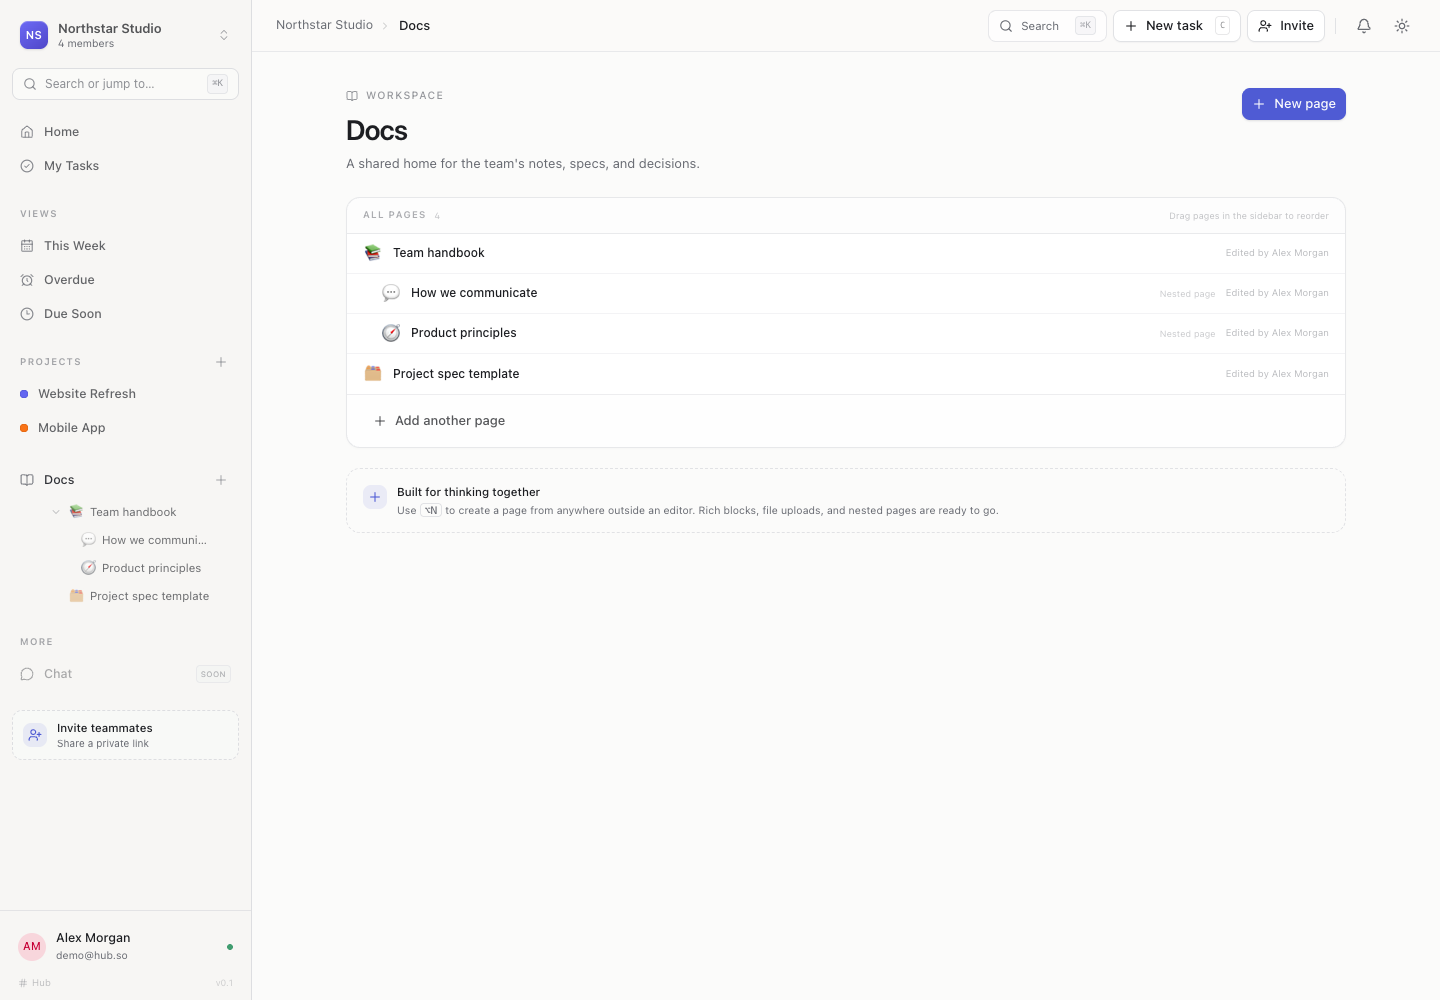 NS
Northstar Studio
4 members
Search or jump to...
⌘K
Home
My Tasks
VIEWS
This Week
Overdue
Due Soon
PROJECTS
Website Refresh
Mobile App
Docs
Team handbook
How we communi...
Product principles
Project spec template
MORE
Chat
SOON
Invite teammates
Share a private link
AM
Alex Morgan
demo@hub.so
Hub
v0.1
Northstar Studio
Docs
Search
⌘K
New task
C
Invite
WORKSPACE
Docs
A shared home for the team's notes, specs, and decisions.
New page
ALL PAGES 4
Drag pages in the sidebar to reorder
Team handbook
Edited by Alex Morgan
How we communicate
Nested page Edited by Alex Morgan
Product principles
Nested page Edited by Alex Morgan
Project spec template
Edited by Alex Morgan
Add another page
Built for thinking together
Use ⌥N to create a page from anywhere outside an editor. Rich blocks, file uploads, and nested pages are ready to go.